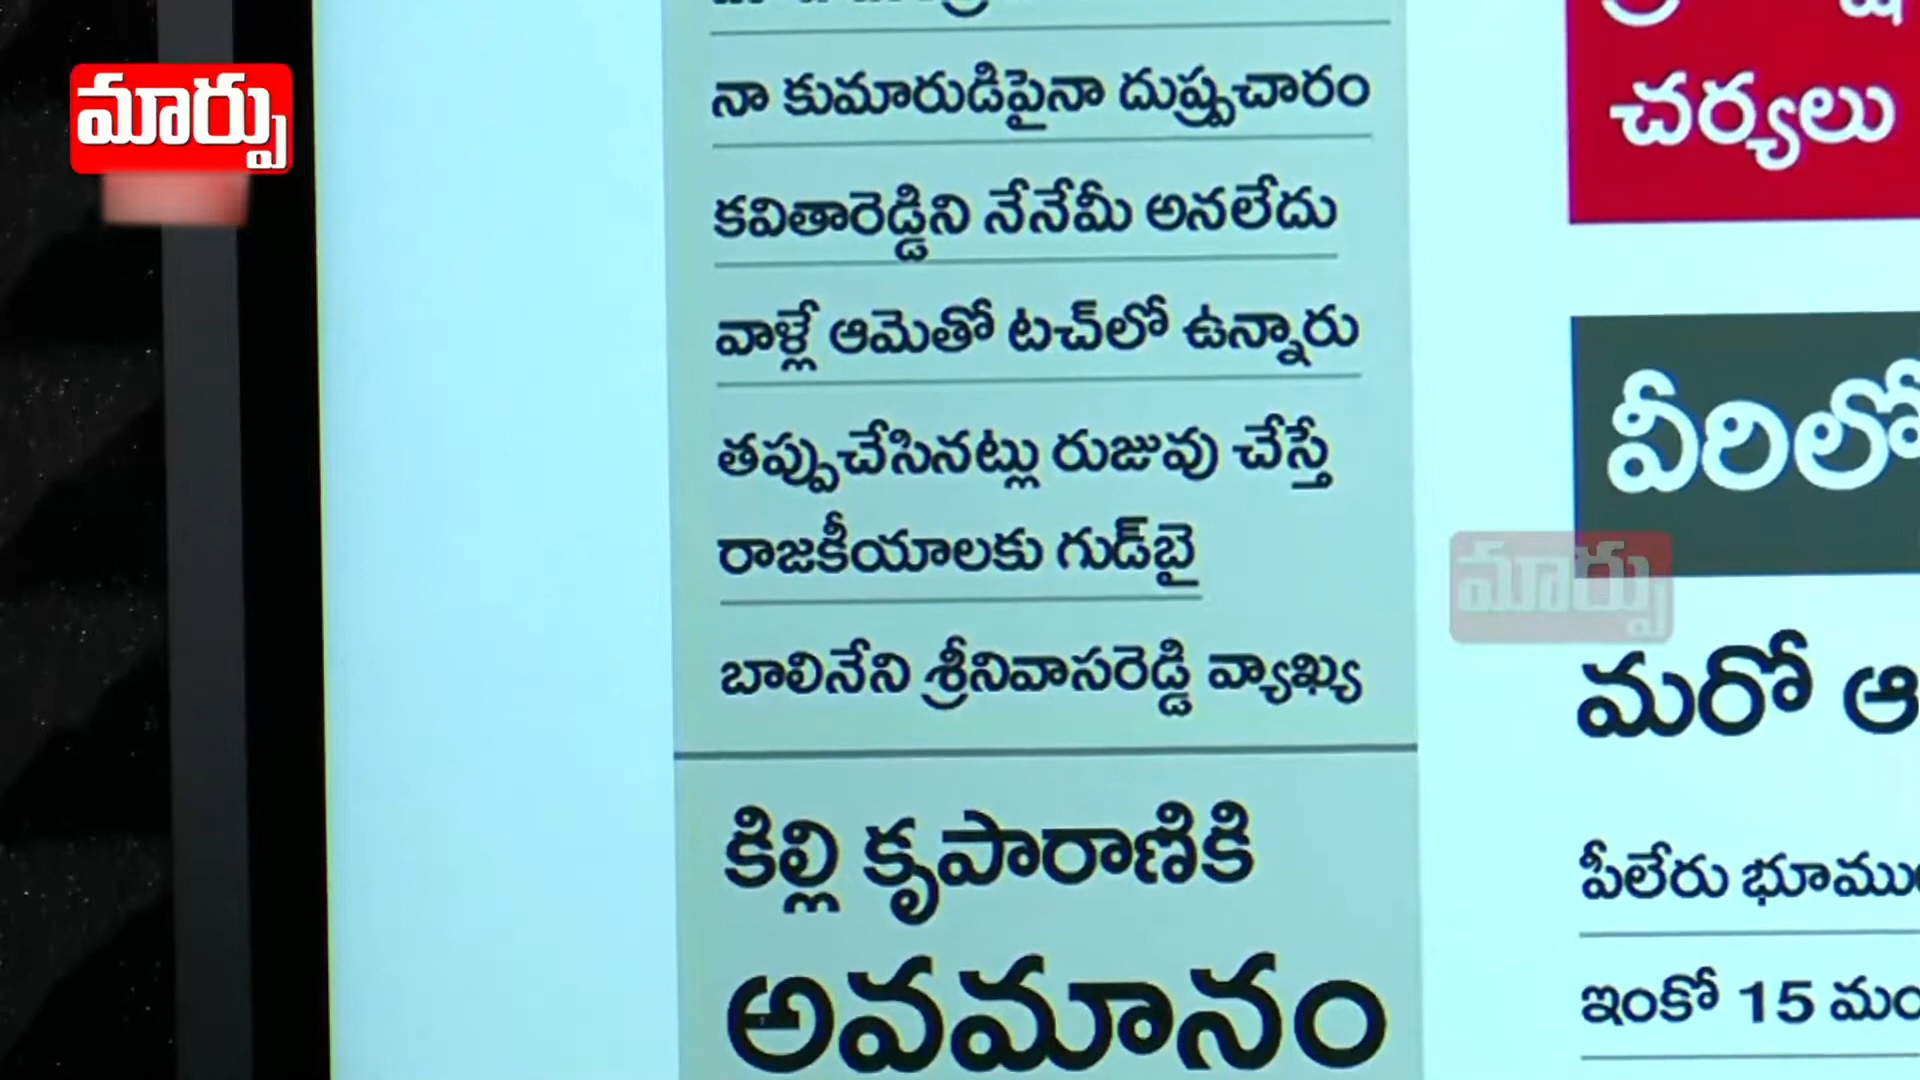 మార్పు
నా కుమారుడిపైనా దుష్ప్రచారం
కవితారెడ్డిని నేనేమీ అనలేదు
వాళ్లే ఆమెతో టచ్‌లో ఉన్నారు
తప్పుచేసినట్లు రుజువు చేస్తే
రాజకీయాలకు గుడ్‌బై
బాలినేని శ్రీనివాసరెడ్డి వ్యాఖ్య
కిల్లి కృపారాణికి
అవమానం
చర్యలు
వీరిలో
మార్పు
మరో ఆ
పీలేరు
ఇంకో 15